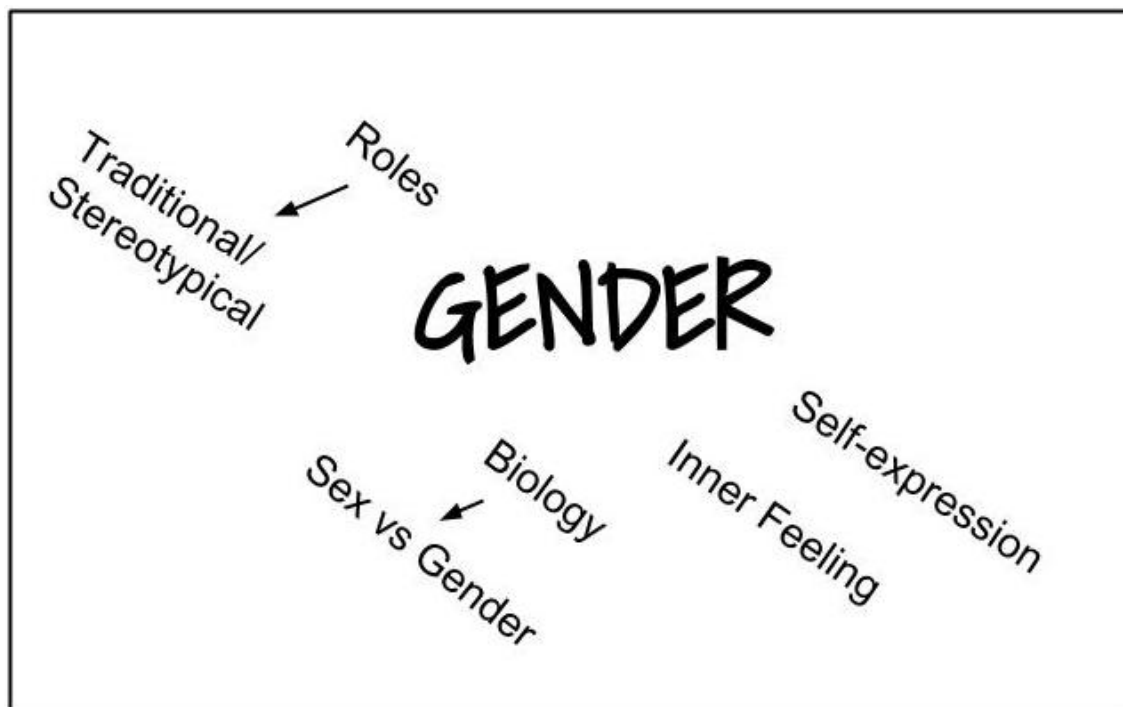 Roles
Traditional/
Stereotypical
GENDER
Self-expression
Inner Feeling
Biology
Sex vs Gender